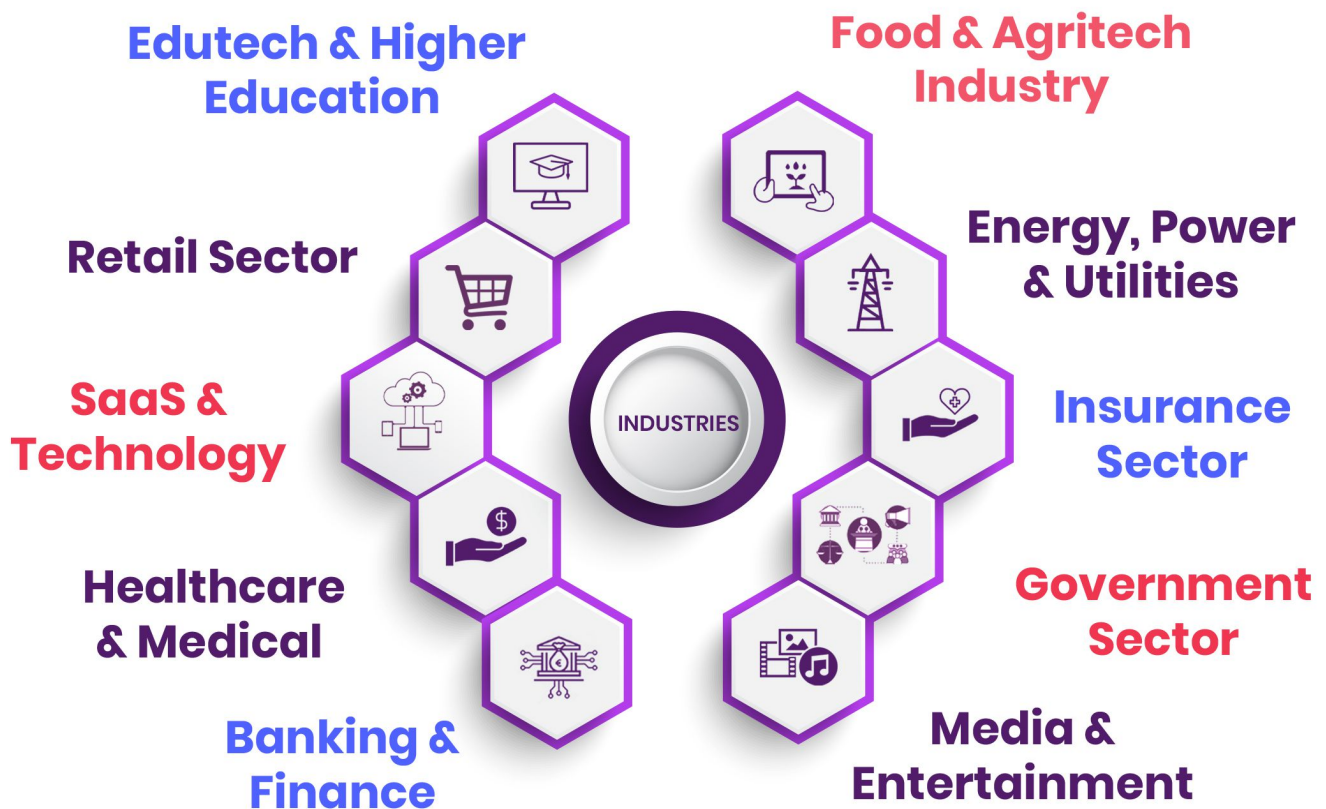 Edutech & Higher
Education
Retail Sector
SaaS &
Technology
Healthcare
& Medical
Banking &
Finance
INDUSTRIES
Food & Agritech
Industry
Energy, Power
& Utilities
Insurance
Sector
Government
Sector
Media &
Entertainment
$
€